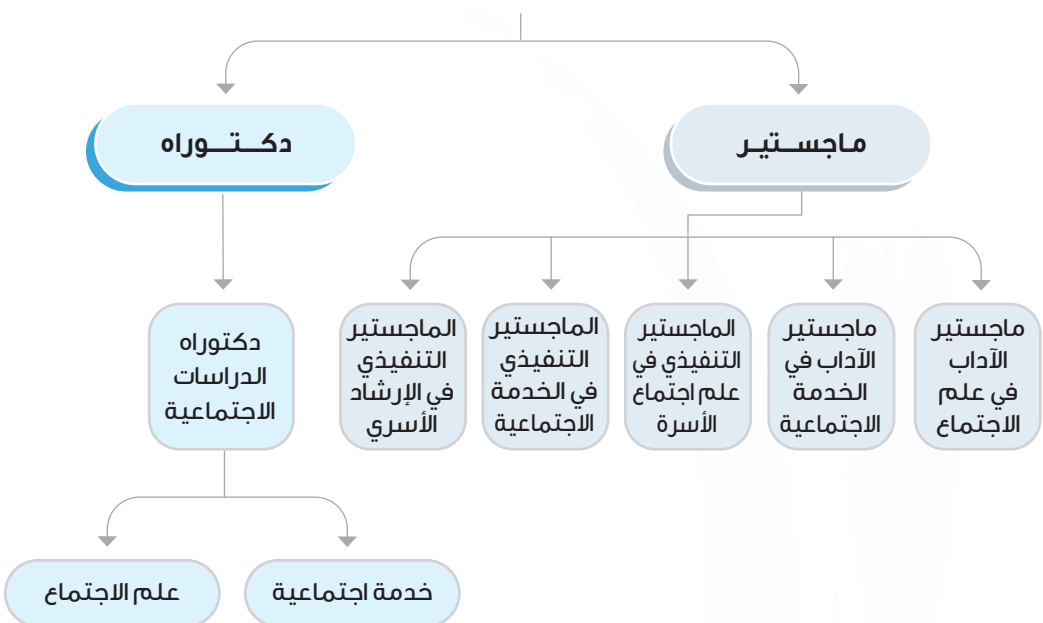 ماجستير
دكتوراه
ماجستير
الآداب
في علم
الاجتماع
ماجستير
الآداب في
الخدمة
الاجتماعية
الماجستير
التنفيذي في
علم اجتماع
الأسرة
الماجستير
التنفيذي
في الخدمة
الاجتماعية
الماجستير
التنفيذي
في الإرشاد
الأسري
دكتوراه
الدراسات
الاجتماعية
خدمة اجتماعية
علم الاجتماع